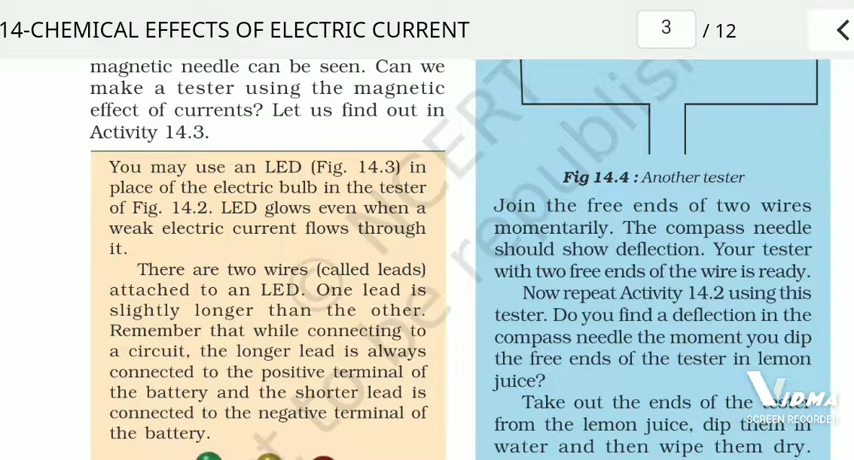 14-CHEMICAL EFFECTS OF ELECTRIC CURRENT
3 / 12
magnetic needle can be seen. Can we
make a tester using the magnetic
effect of currents? Let us find out in
Activity 14.3.
You may use an LED (Fig. 14.3) in
place of the electric bulb in the tester
of Fig. 14.2. LED glows even when a
weak electric current flows through
it.
There are two wires (called leads)
attached to an LED. One lead is
slightly longer than the other.
Remember that while connecting to
a circuit, the longer lead is always
connected to the positive terminal of
the battery and the shorter lead is
connected to the negative terminal of
the battery.
Fig 14.4 : Another tester
Join the free ends of two wires
momentarily. The compass needle
should show deflection. Your tester
with two free ends of the wire is ready.
Now repeat Activity 14.2 using this
tester. Do you find a deflection in the
compass needle the moment you dip
the free ends of the tester in lemon
juice?
Take out the ends of the tester
from the lemon juice, dip them in
water and then wipe them dry.
© NCERT
not to be republish
VIDMA
SCREEN RECORDER